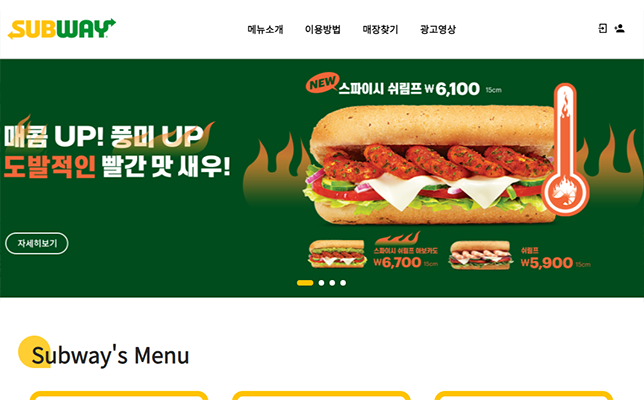 SUBWAY
메뉴소개 이용방법 매장찾기 광고영상
NEW 스파이시 쉬림프 ₩6,100 15cm
매콤 UP! 풍미 UP
도발적인 빨간 맛 새우!
자세히보기
스파이시 쉬림프 아보카도
₩6,700 15cm
쉬림프
₩5,900 15cm
Subway's Menu